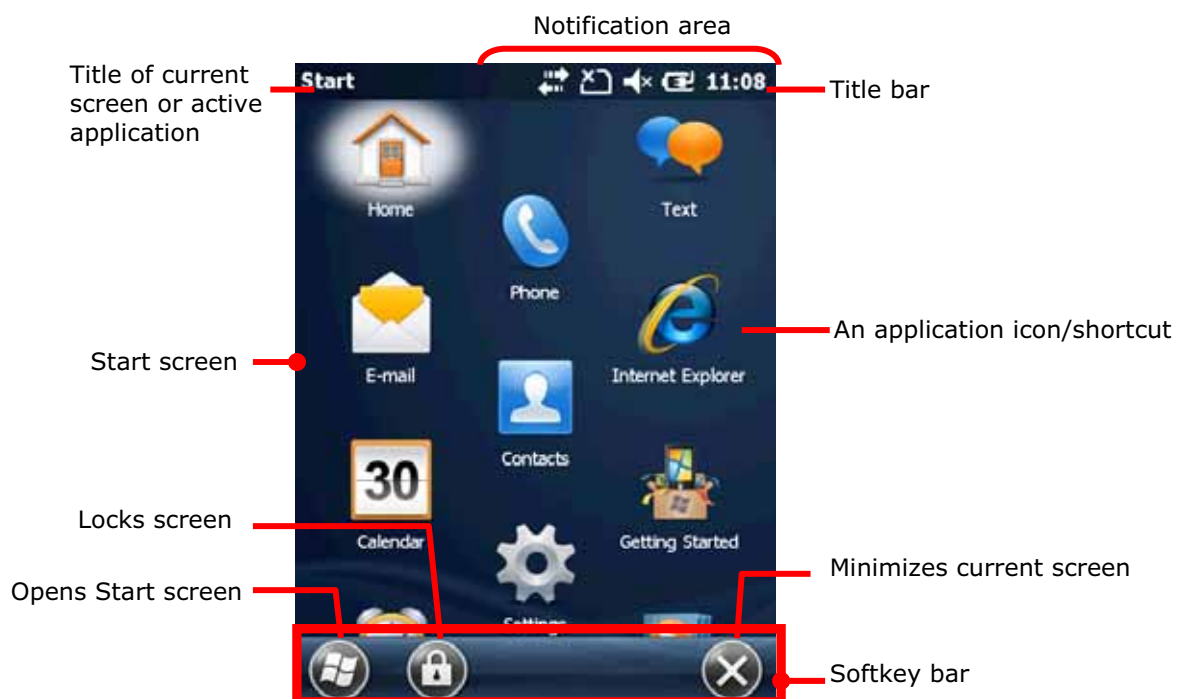 Notification area
Title of current
screen or active
application
Start
11:08
Title bar
Home
Text
Phone
An application icon/shortcut
Start screen
E-mail
Internet Explorer
Contacts
30
Calendar
Getting Started
Locks screen
Settings
Minimizes current screen
Opens Start screen
Softkey bar